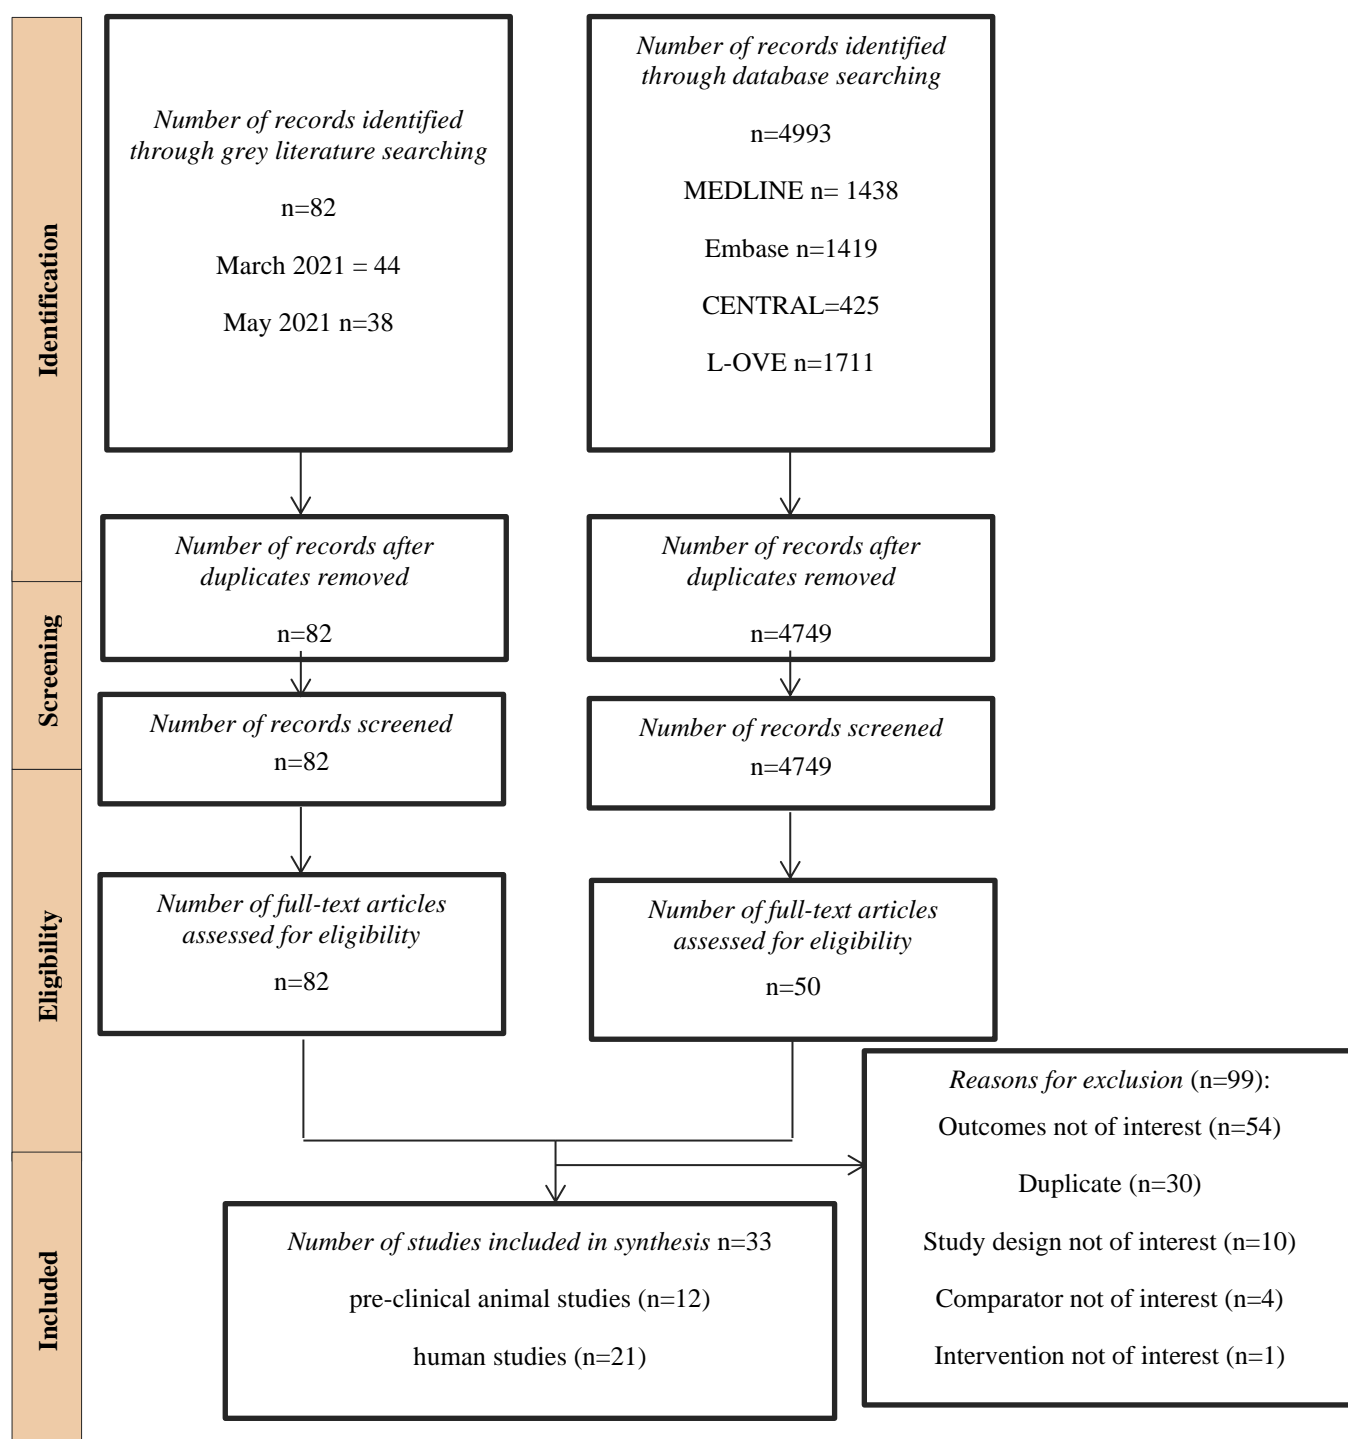 Identification
Number of records identified
through grey literature searching
n=82
March 2021 = 44
May 2021 n=38
Number of records identified
through database searching
n=4993
MEDLINE n= 1438
Embase n=1419
CENTRAL=425
L-OVE n=1711
Number of records after
duplicates removed
n=82
Number of records after
duplicates removed
n=4749
Screening
Number of records screened
n=82
Number of records screened
n=4749
Eligibility
Number of full-text articles
assessed for eligibility
n=82
Number of full-text articles
assessed for eligibility
n=50
Reasons for exclusion (n=99):
Outcomes not of interest (n=54)
Duplicate (n=30)
Study design not of interest (n=10)
Comparator not of interest (n=4)
Intervention not of interest (n=1)
Included
Number of studies included in synthesis n=33
pre-clinical animal studies (n=12)
human studies (n=21)